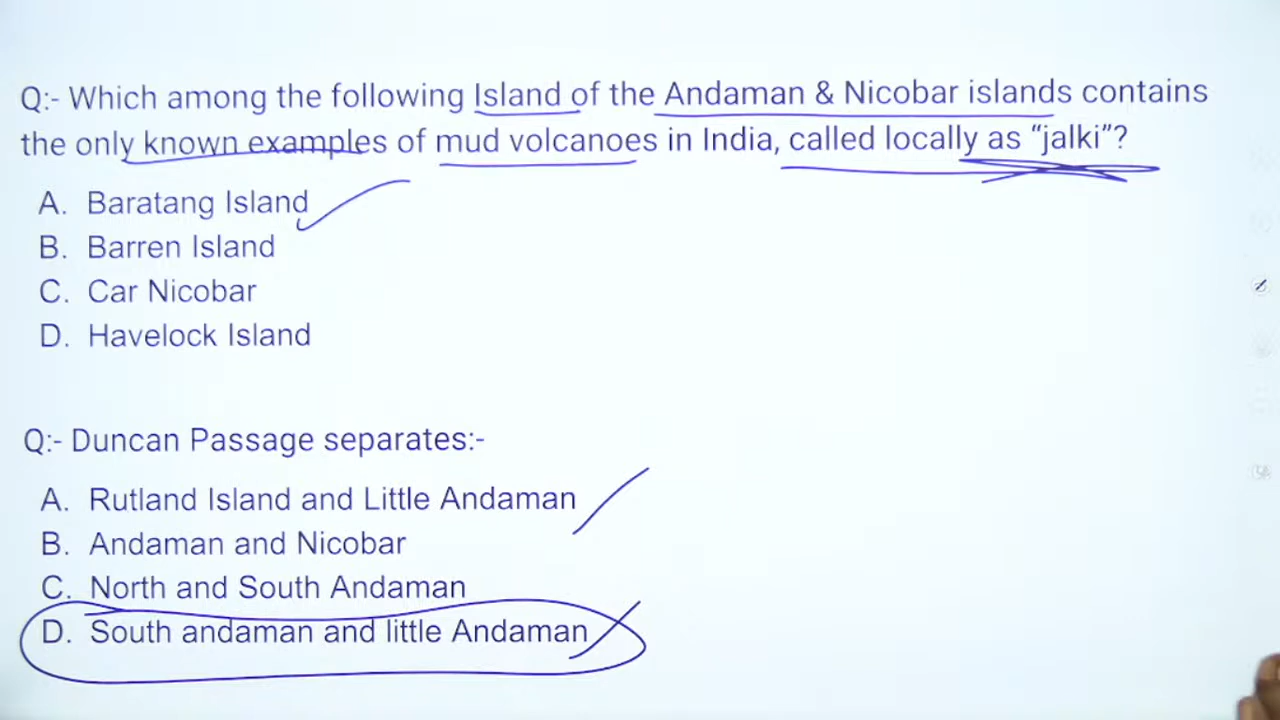 Q:- Which among the following Island of the Andaman & Nicobar islands contains
the only known examples of mud volcanoes in India, called locally as “jalki”?
A. Baratang Island
B. Barren Island
C. Car Nicobar
D. Havelock Island
Q:- Duncan Passage separates:-
A. Rutland Island and Little Andaman
B. Andaman and Nicobar
C. North and South Andaman
D. South andaman and little Andaman